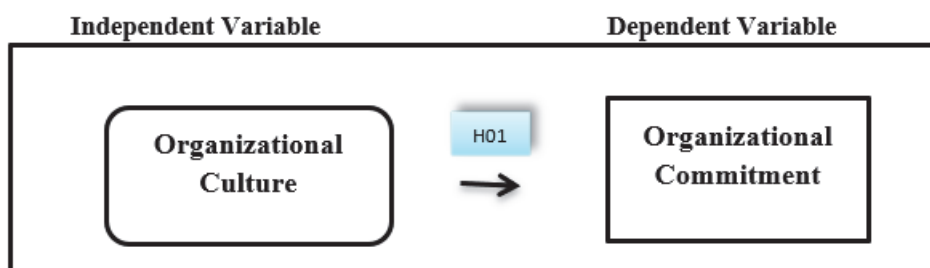 Independent Variable
Dependent Variable
Organizational
Culture
H01
Organizational
Commitment